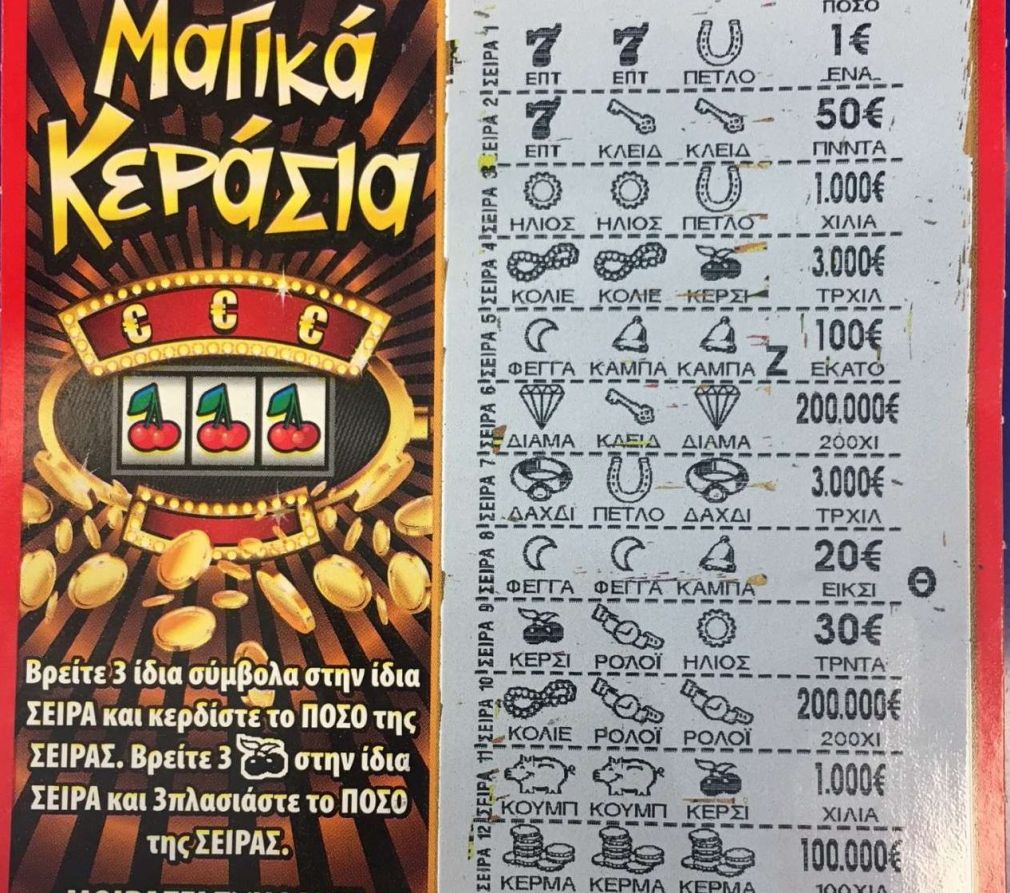 Μαγικά
Κεράσια
€ € €
Βρείτε 3 ίδια σύμβολα στην ίδια
ΣΕΙΡΑ και κερδίστε το ΠΟΣΟ της
ΣΕΙΡΑΣ. Βρείτε 3 στην ίδια
ΣΕΙΡΑ και 3πλασιάστε το ΠΟΣΟ
της ΣΕΙΡΑΣ.
ΠΟΣΟ
ΣΕΙΡΑ 1
7 7 1€
ΕΠΤ ΕΠΤ ΠΕΤΛΟ ΕΝΑ
ΣΕΙΡΑ 2
7 50€
ΕΠΤ ΚΛΕΙΔ ΚΛΕΙΔ ΠΝΝΤΑ
ΣΕΙΡΑ 3
1.000€
ΗΛΙΟΣ ΗΛΙΟΣ ΠΕΤΛΟ ΧΙΛΙΑ
ΣΕΙΡΑ 4
3.000€
ΚΟΛΙΕ ΚΟΛΙΕ ΚΕΡΣΙ ΤΡΧΙΛ
ΣΕΙΡΑ 5
100€
ΦΕΓΓΑ ΚΑΜΠΑ ΚΑΜΠΑ Ζ ΕΚΑΤΟ
ΣΕΙΡΑ 6
200.000€
ΔΙΑΜΑ ΚΛΕΙΔ ΔΙΑΜΑ 200ΧΙ
ΣΕΙΡΑ 7
3.000€
ΔΑΧΔΙ ΠΕΤΛΟ ΔΑΧΔΙ ΤΡΧΙΛ
ΣΕΙΡΑ 8
20€
ΦΕΓΓΑ ΦΕΓΓΑ ΚΑΜΠΑ ΕΙΚΣΙ Θ
ΣΕΙΡΑ 9
30€
ΚΕΡΣΙ ΡΟΛΟΪ ΗΛΙΟΣ ΤΡΝΤΑ
ΣΕΙΡΑ 10
200.000€
ΚΟΛΙΕ ΡΟΛΟΪ ΡΟΛΟΪ 200ΧΙ
ΣΕΙΡΑ 11
1.000€
ΚΟΥΜΠ ΚΟΥΜΠ ΚΕΡΣΙ ΧΙΛΙΑ
ΣΕΙΡΑ 12
100.000€
ΚΕΡΜΑ ΚΕΡΜΑ ΚΕΡΜΑ 100ΧΙ